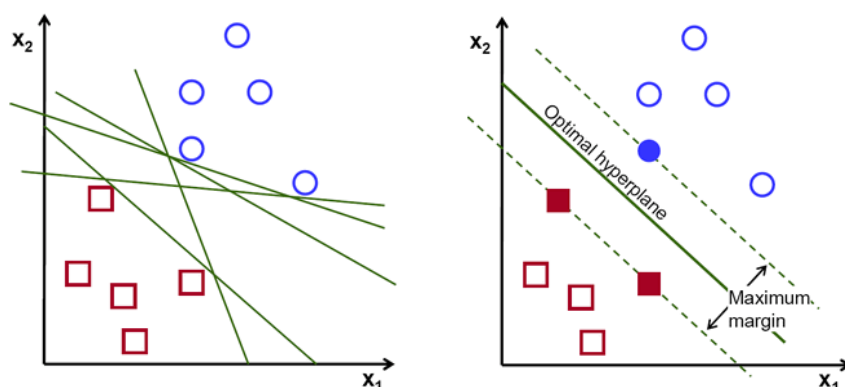 x₂
x₁
x₂
Optimal hyperplane
Maximum
margin
x₁